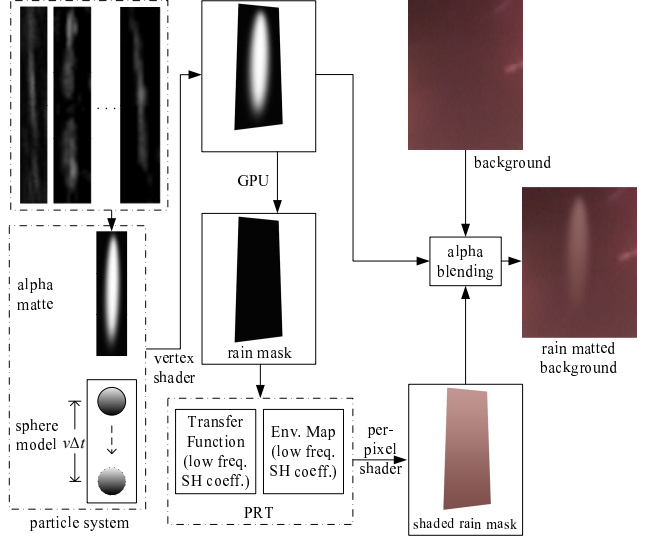 . . .
GPU
background
alpha
matte
alpha
blending
rain mask
vertex
shader
rain matted
background
sphere
model
vΔt
Transfer
Function
(low freq.
SH coeff.)
Env. Map
(low freq.
SH coeff.)
per-
pixel
shader
PRT
particle system
shaded rain mask